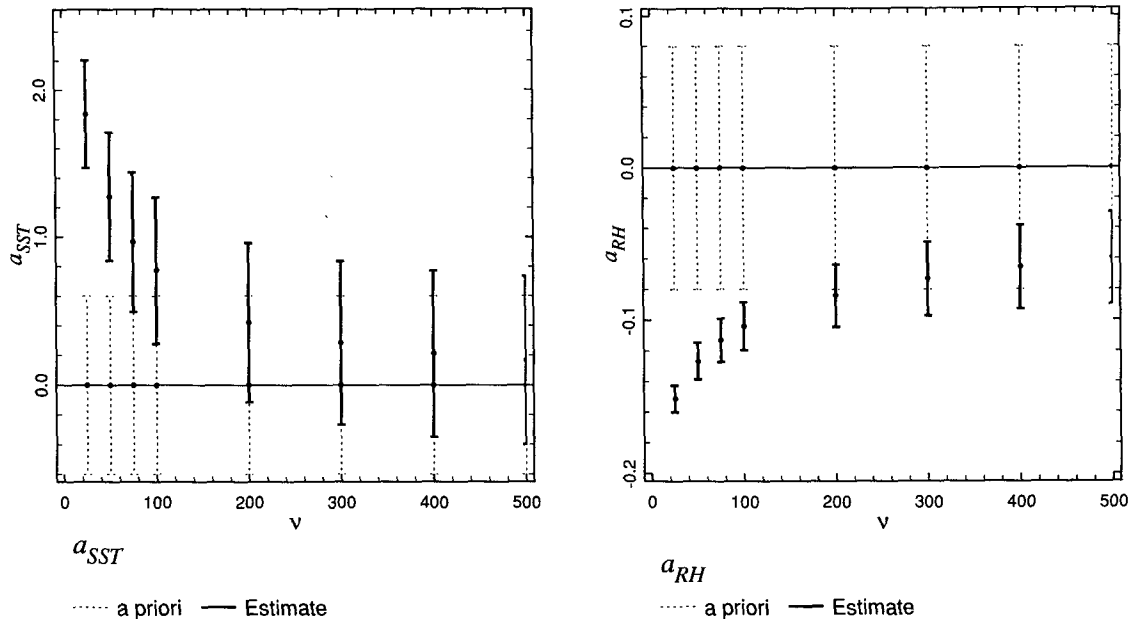 2.0
1.0
0.0
a_SST
0 100 200 300 400 500
ν
a_SST
a priori Estimate
0.1
0.0
-0.1
-0.2
a_RH
0 100 200 300 400 500
ν
a_RH
a priori Estimate